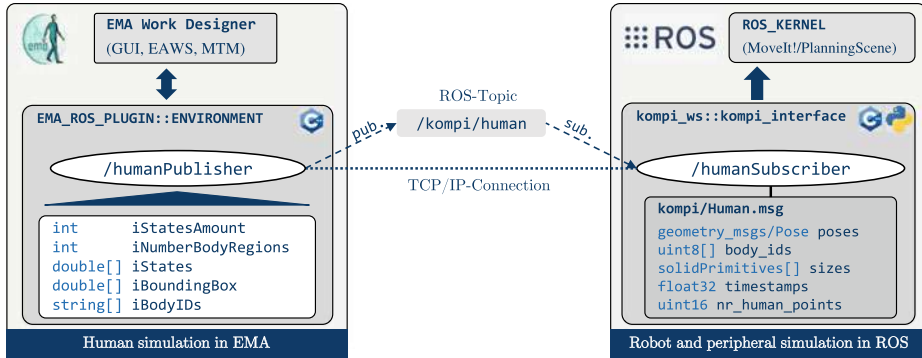 ema
EMA Work Designer
(GUI, EAWS, MTM)
EMA_ROS_PLUGIN::ENVIRONMENT
/humanPublisher
int iStatesAmount
int iNumberBodyRegions
double[] iStates
double[] iBoundingBox
string[] iBodyIDs
Human simulation in EMA
ROS-Topic
pub. /kompi/human sub.
TCP/IP-Connection
ROS
ROS_KERNEL
(MoveIt!/PlanningScene)
kompi_ws::kompi_interface
/humanSubscriber
kompi/Human.msg
geometry_msgs/Pose poses
uint8[] body_ids
solidPrimitives[] sizes
float32 timestamps
uint16 nr_human_points
Robot and peripheral simulation in ROS